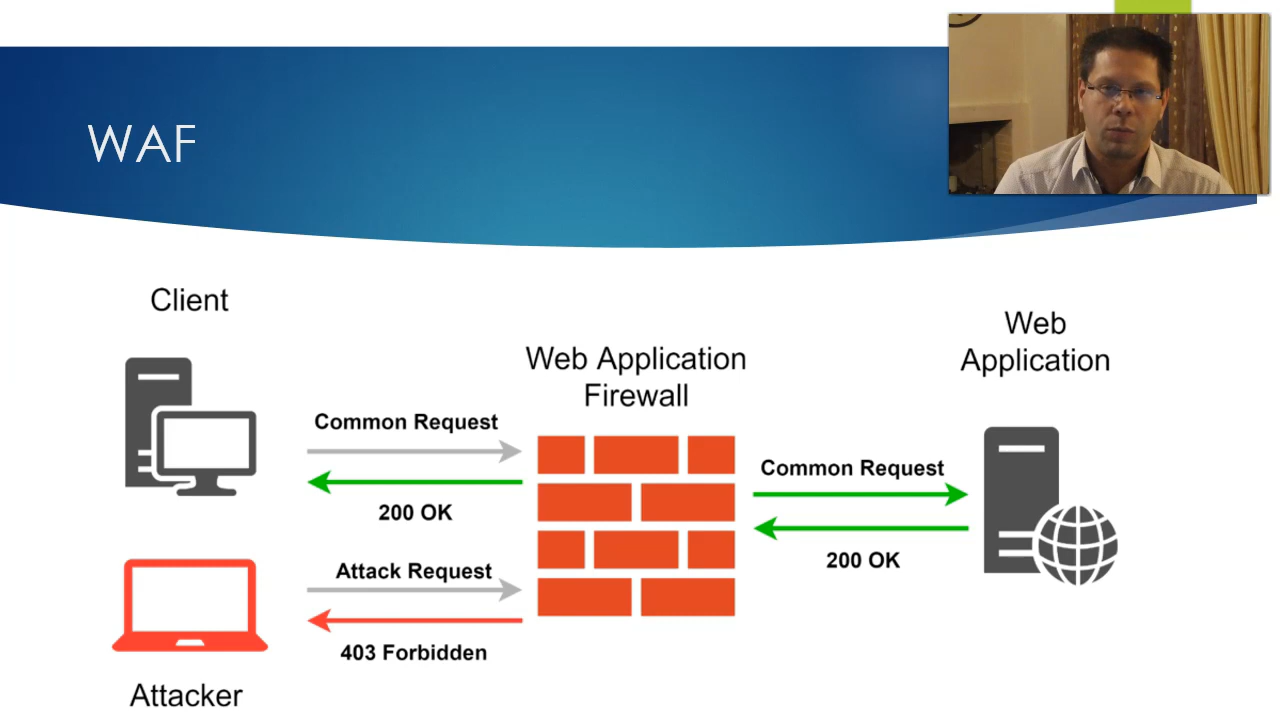 WAF
Client
Web
Application
Web Application
Firewall
Common Request
200 OK
Common Request
200 OK
Attack Request
403 Forbidden
Attacker